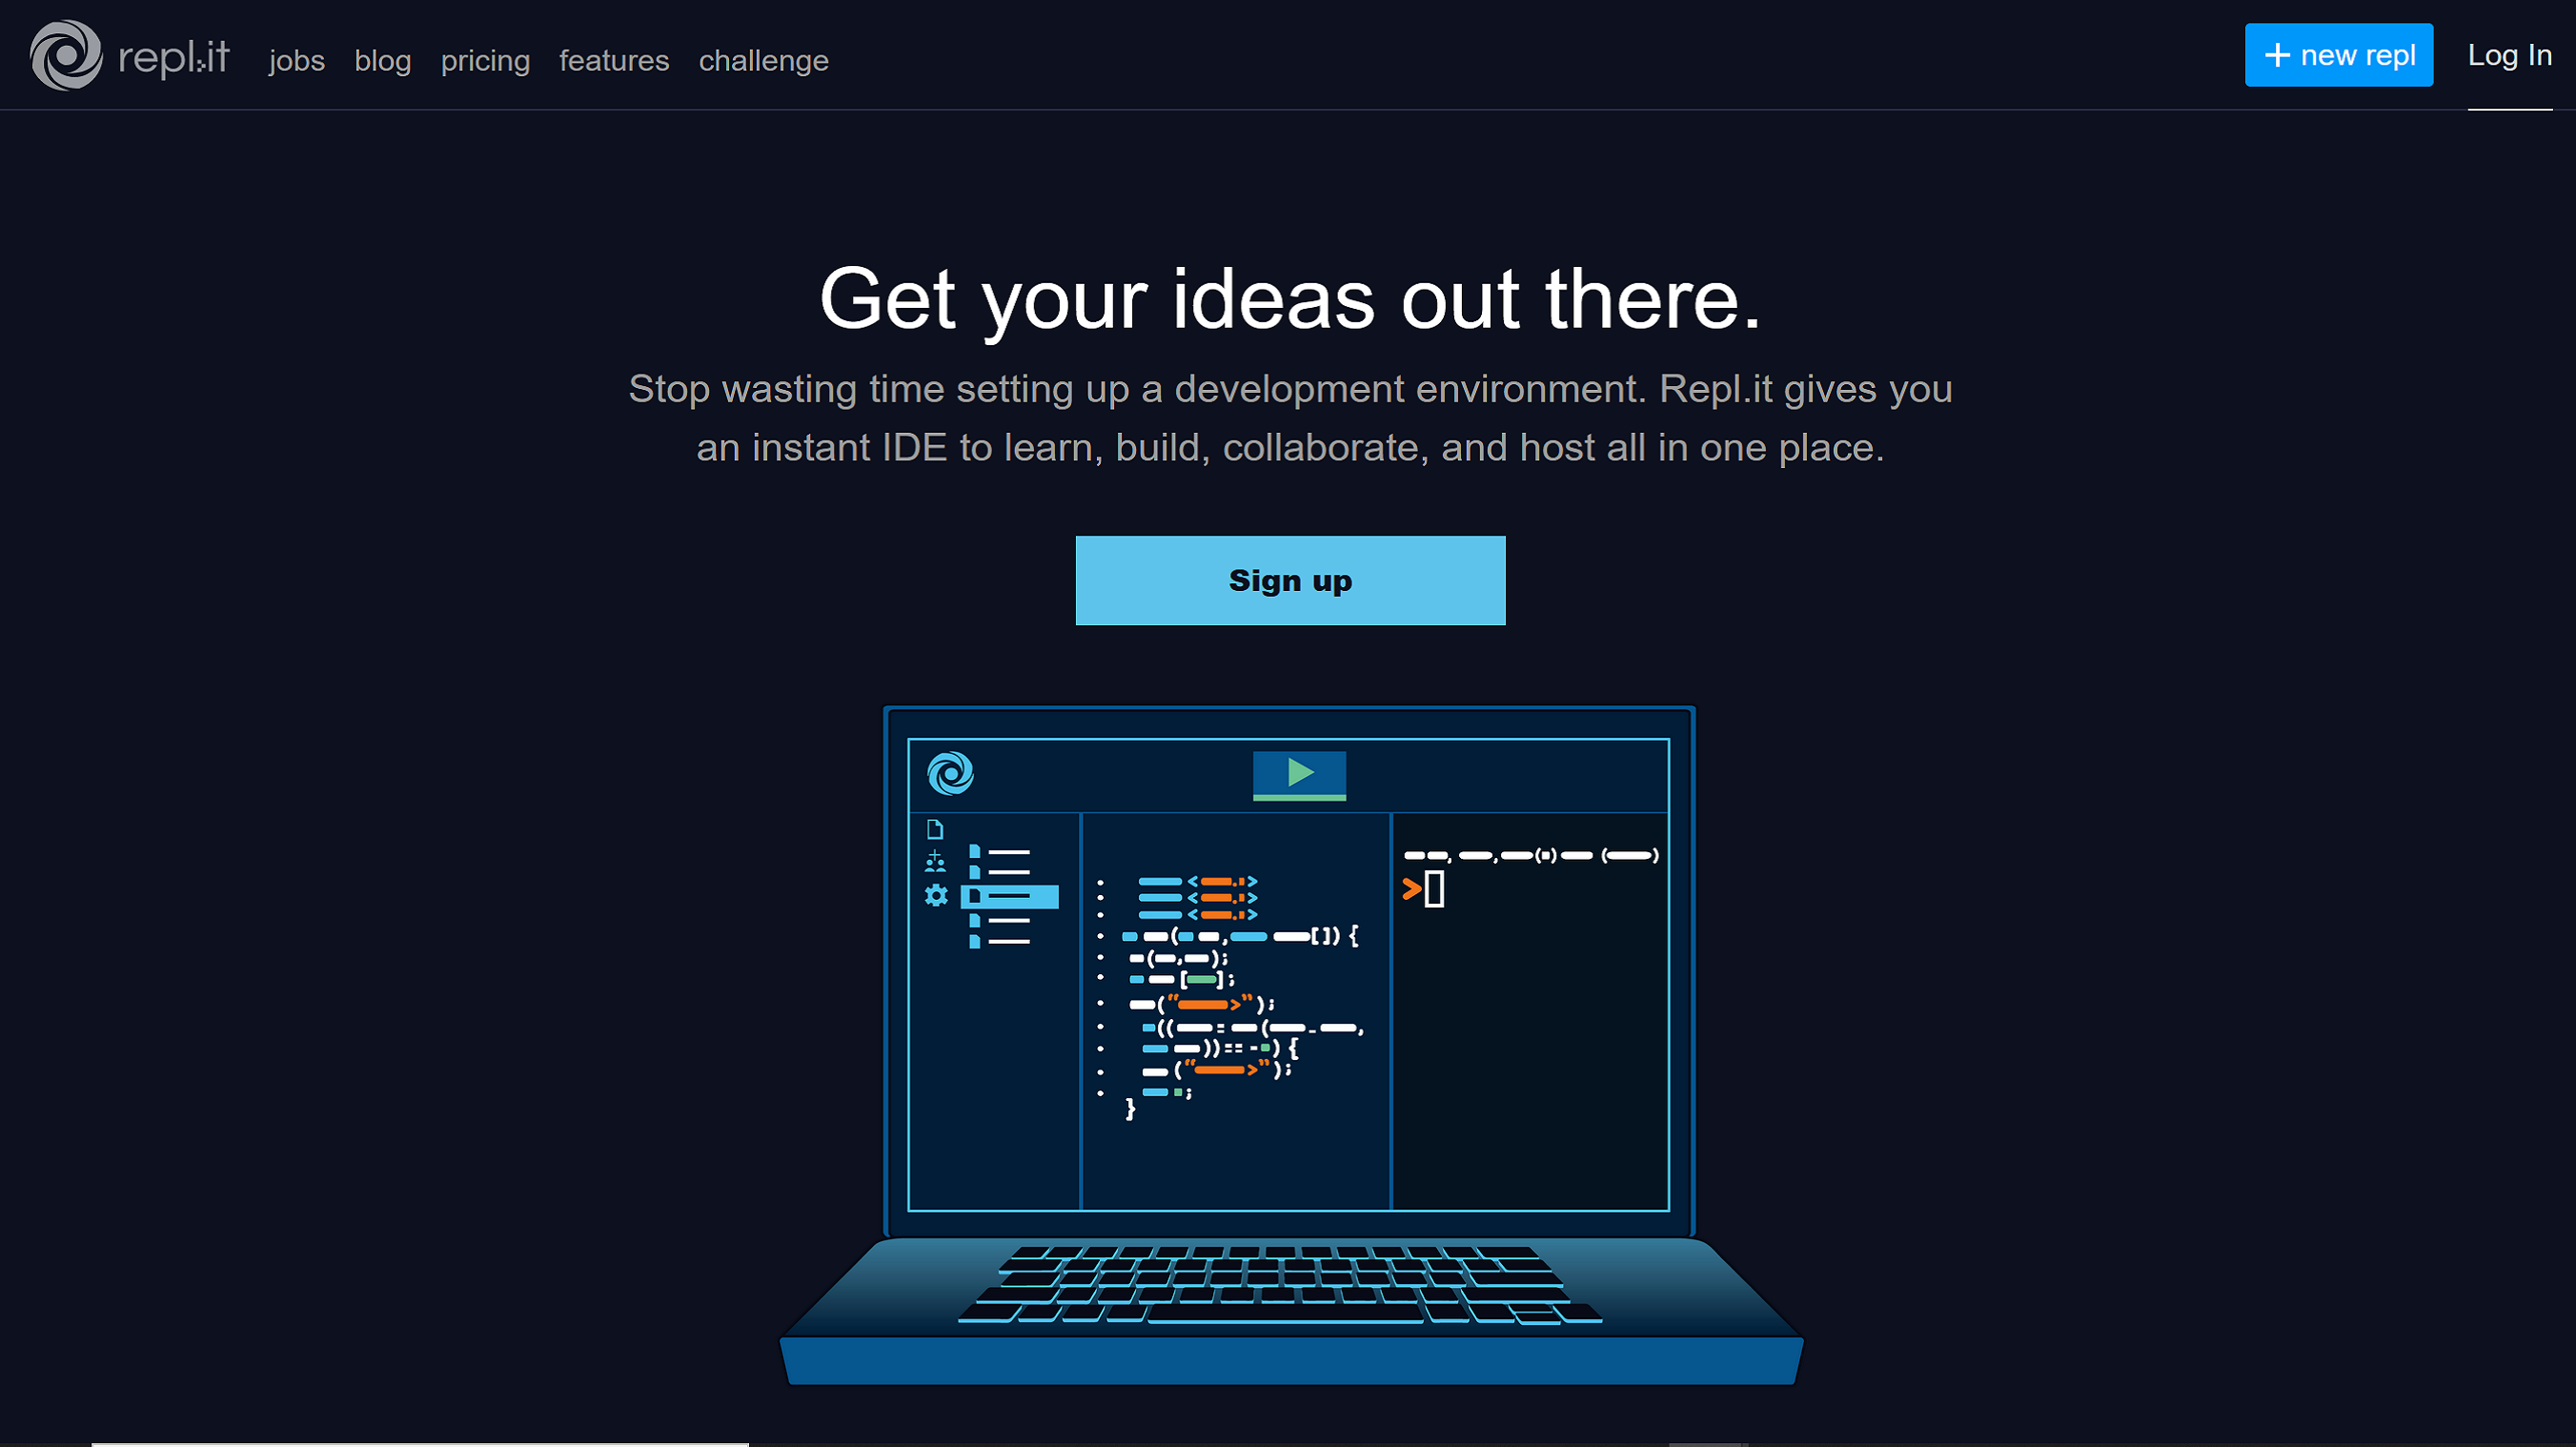 repl.it
jobs blog pricing features challenge
+ new repl
Log In
Get your ideas out there.
Stop wasting time setting up a development environment. Repl.it gives you
an instant IDE to learn, build, collaborate, and host all in one place.
Sign up